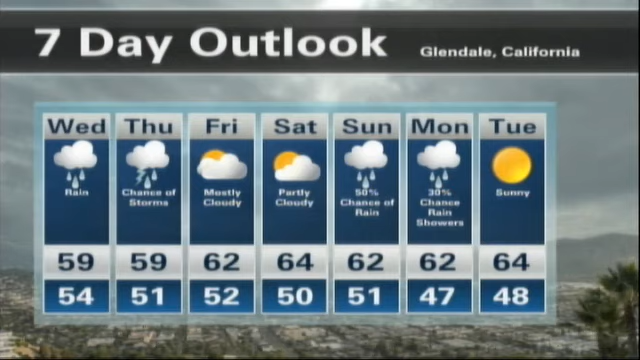 7 Day Outlook Glendale, California
Wed Thu Fri Sat Sun Mon Tue
Rain
Chance of
Storms
Mostly
Cloudy
Partly
Cloudy
50%
Chance of
Rain
30%
Chance
Rain
Showers
Sunny
59 59 62 64 62 62 64
54 51 52 50 51 47 48